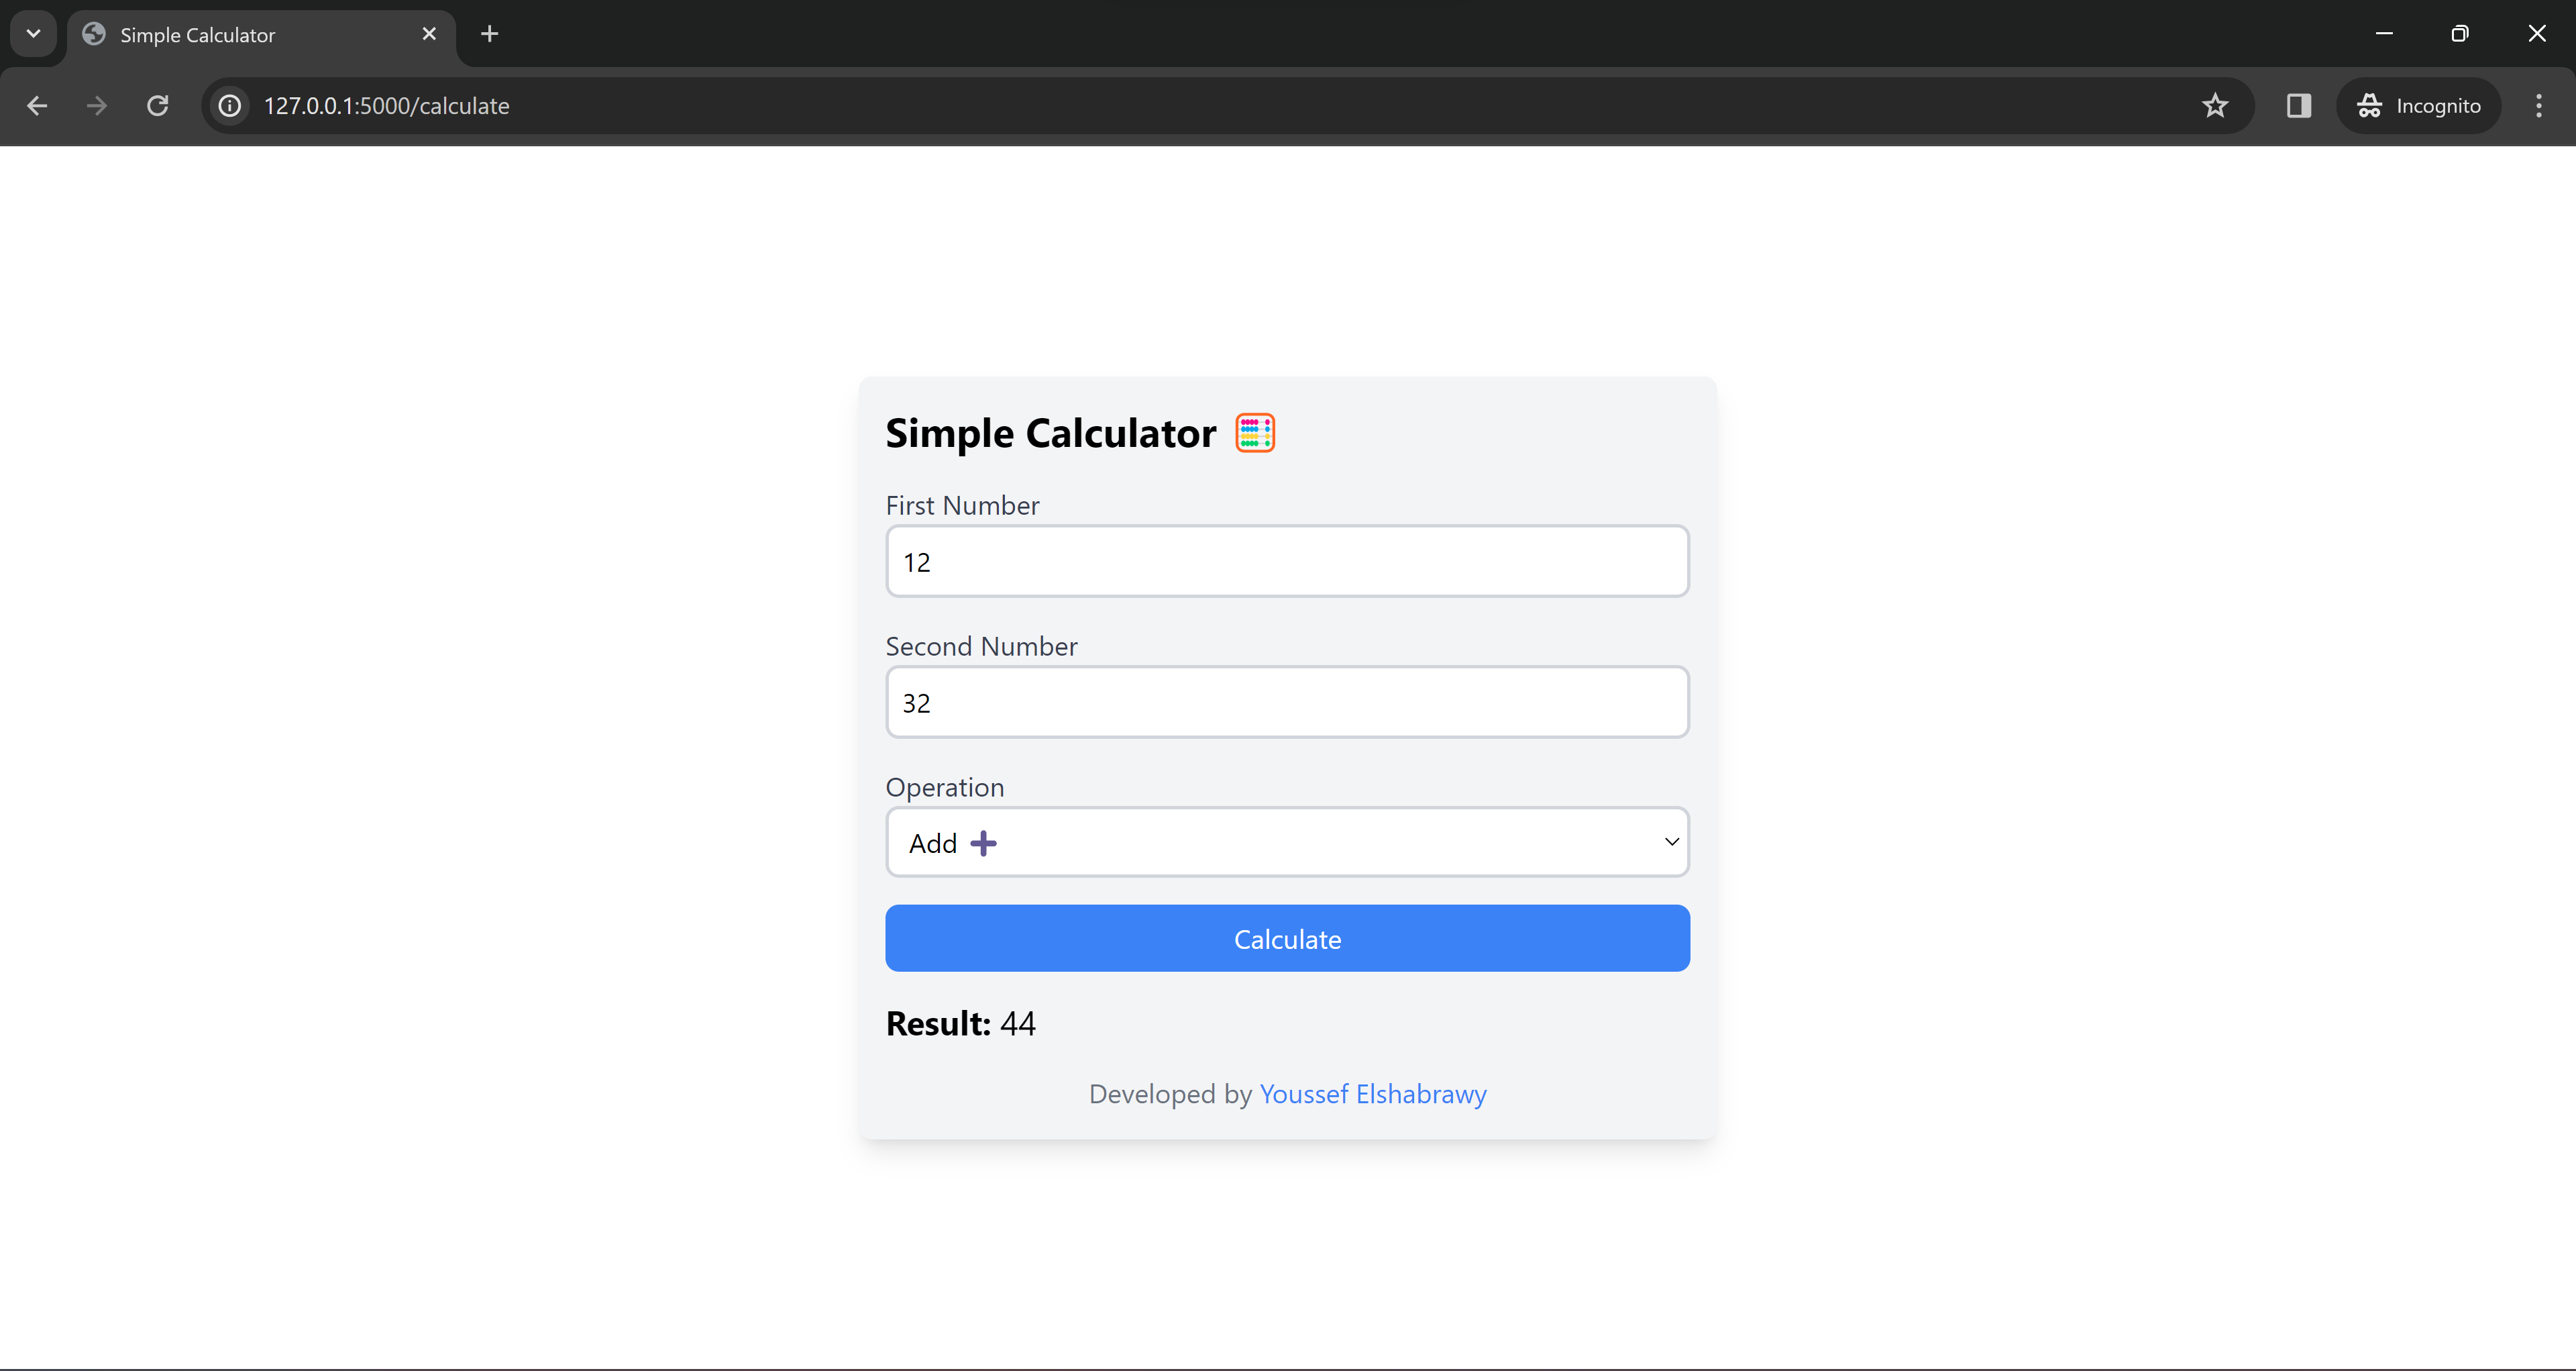 Simple Calculator
127.0.0.1:5000/calculate
Incognito
Simple Calculator 🧮
First Number
12
Second Number
32
Operation
Add ➕
Calculate
Result: 44
Developed by Youssef Elshabrawy